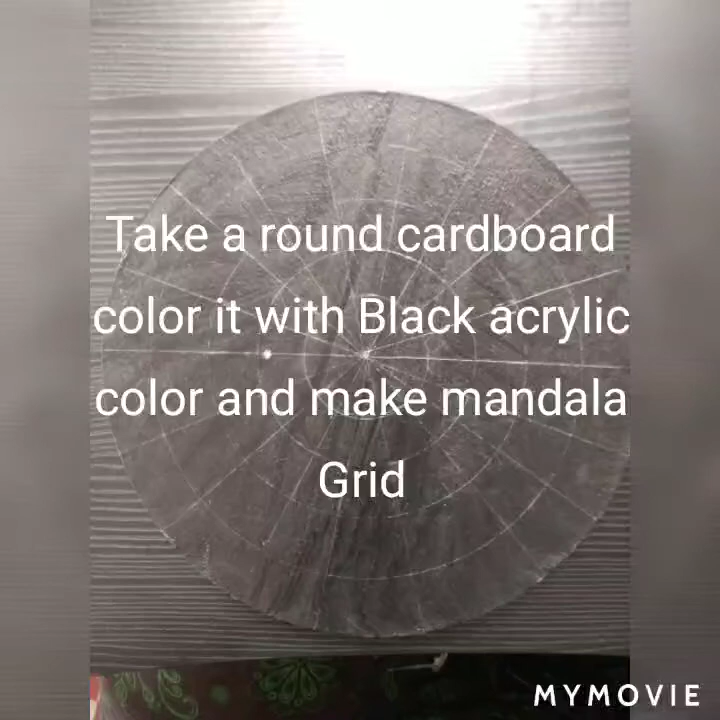 Take a round cardboard
color it with Black acrylic
color and make mandala
Grid
MYMOVIE